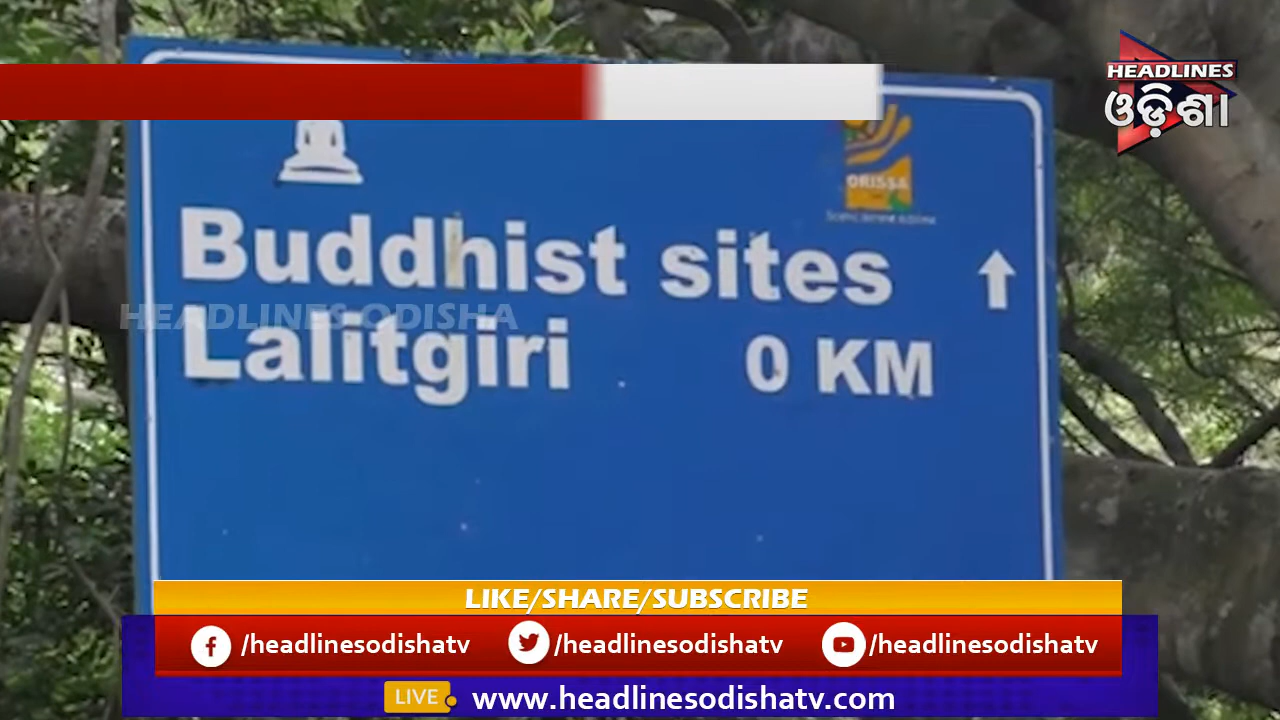 HEADLINES
ଓଡ଼ିଶା
ORISSA
Buddhist sites
HEADLINES ODISHA
Lalitgiri 0 KM
LIKE/SHARE/SUBSCRIBE
/headlinesodishatv /headlinesodishatv /headlinesodishatv
LIVE www.headlinesodishatv.com